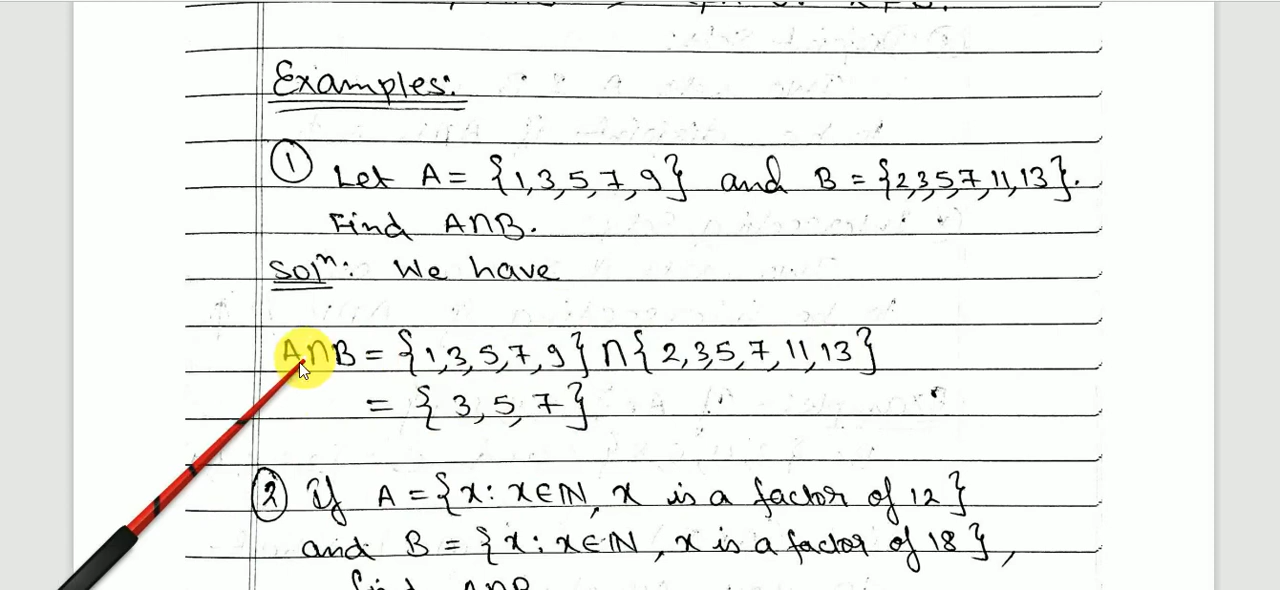 Examples:
① Let A = {1,3,5,7,9} and B = {2,3,5,7,11,13}.
Find A∩B.
Solⁿ: We have
A∩B = {1,3,5,7,9} ∩ {2,3,5,7,11,13}
= {3,5,7}
② If A = {x: x∈ℕ, x is a factor of 12}
and B = {x: x∈ℕ, x is a factor of 18},
find A∩B